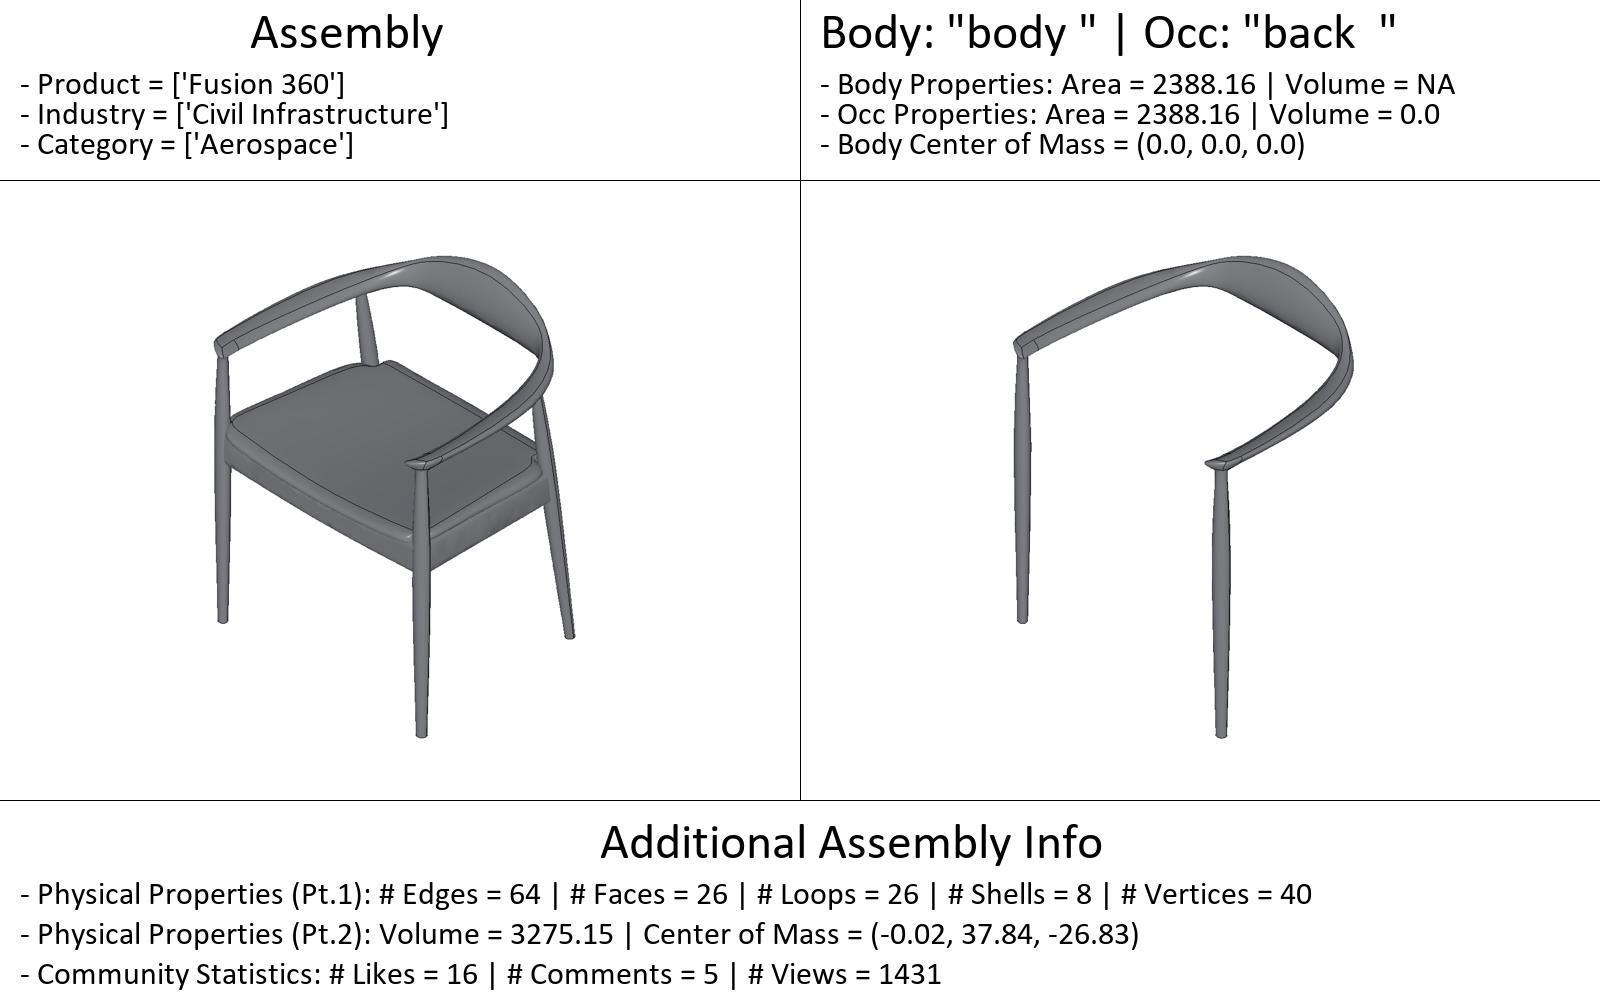 Assembly
- Product = ['Fusion 360']
- Industry = ['Civil Infrastructure']
- Category = ['Aerospace']
Body: "body " | Occ: "back  "
- Body Properties: Area = 2388.16 | Volume = NA
- Occ Properties: Area = 2388.16 | Volume = 0.0
- Body Center of Mass = (0.0, 0.0, 0.0)
Additional Assembly Info
- Physical Properties (Pt.1): # Edges = 64 | # Faces = 26 | # Loops = 26 | # Shells = 8 | # Vertices = 40
- Physical Properties (Pt.2): Volume = 3275.15 | Center of Mass = (-0.02, 37.84, -26.83)
- Community Statistics: # Likes = 16 | # Comments = 5 | # Views = 1431